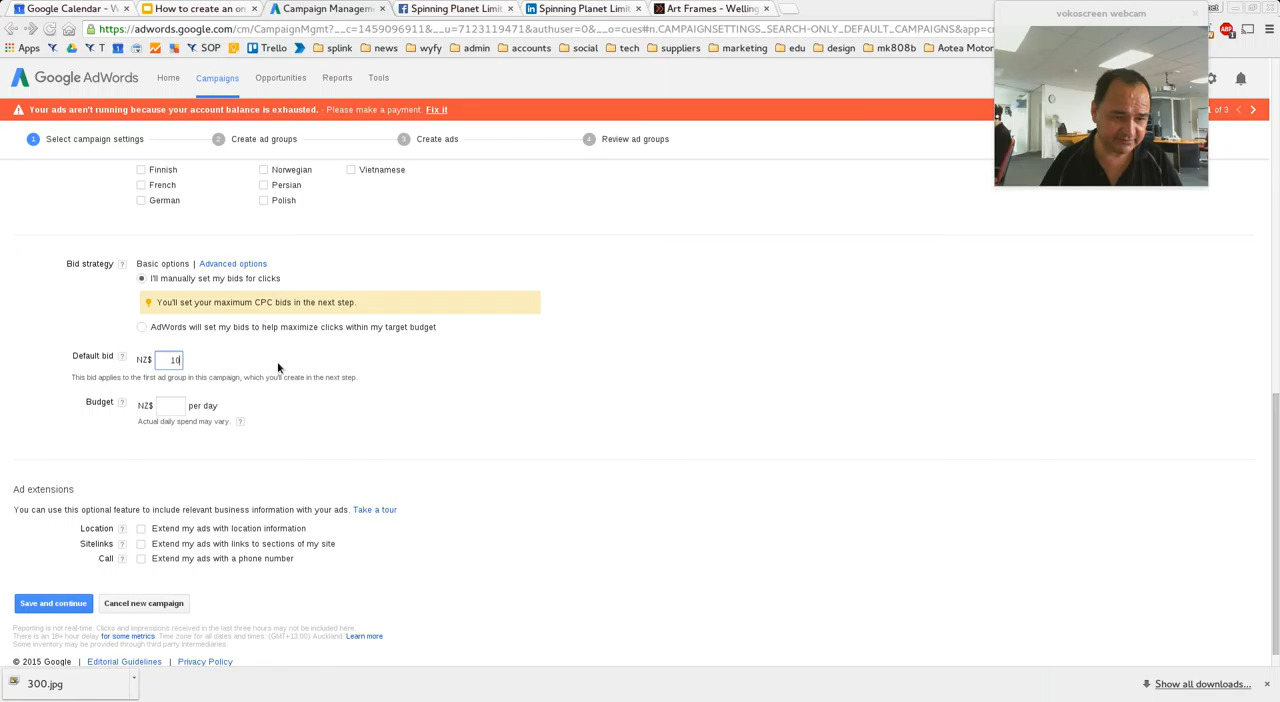 Google Calendar - W
How to create an on
Campaign Managem
Spinning Planet Limit
Spinning Planet Limit
Art Frames - Welling
vokoscreen webcam
https://adwords.google.com/cm/CampaignMgmt?__c=1459096911&__u=7123119471&authuser=0&__o=cues#n.CAMPAIGNSETTINGS_SEARCH-ONLY_DEFAULT_CAMPAIGNS&app=c
Apps Y T SOP Trello splink news wyfy admin accounts social tech suppliers marketing edu design mk808b Aotea Motor
Google AdWords Home Campaigns Opportunities Reports Tools
Your ads aren't running because your account balance is exhausted. - Please make a payment. Fix it
of 3
1 Select campaign settings 2 Create ad groups 3 Create ads 4 Review ad groups
Finnish Norwegian Vietnamese
French Persian
German Polish
Bid strategy ? Basic options | Advanced options
I'll manually set my bids for clicks
You'll set your maximum CPC bids in the next step.
AdWords will set my bids to help maximize clicks within my target budget
Default bid ? NZ$ 10
This bid applies to the first ad group in this campaign, which you'll create in the next step.
Budget ? NZ$ per day
Actual daily spend may vary. ?
Ad extensions
You can use this optional feature to include relevant business information with your ads. Take a tour
Location ? Extend my ads with location information
Sitelinks ? Extend my ads with links to sections of my site
Call ? Extend my ads with a phone number
Save and continue Cancel new campaign
Reporting is not real-time. Clicks and impressions received in the last three hours may not be included here.
There is an 18+ hour delay for some metrics. Time zone for all dates and times: (GMT+13:00) Auckland. Learn more
Some inventory may be provided through third party intermediaries.
© 2015 Google | Editorial Guidelines | Privacy Policy
300.jpg
Show all downloads...